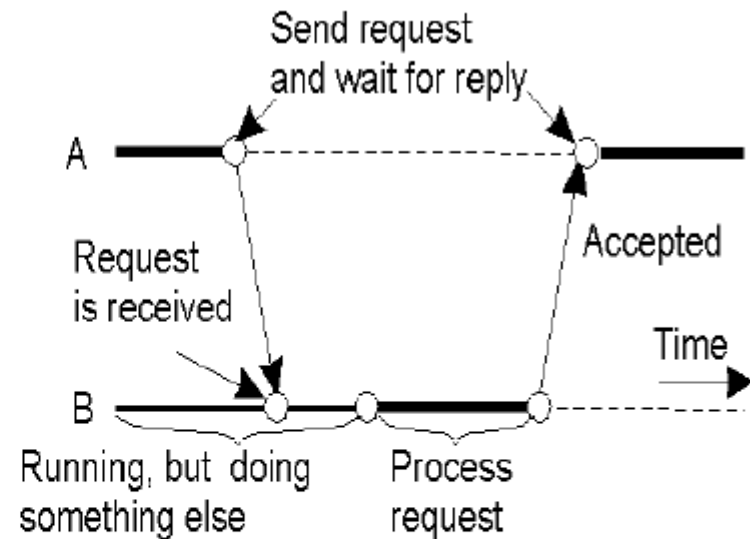 Send request
and wait for reply
A
Accepted
Request
is received
Time
B
Running, but doing
something else
Process
request